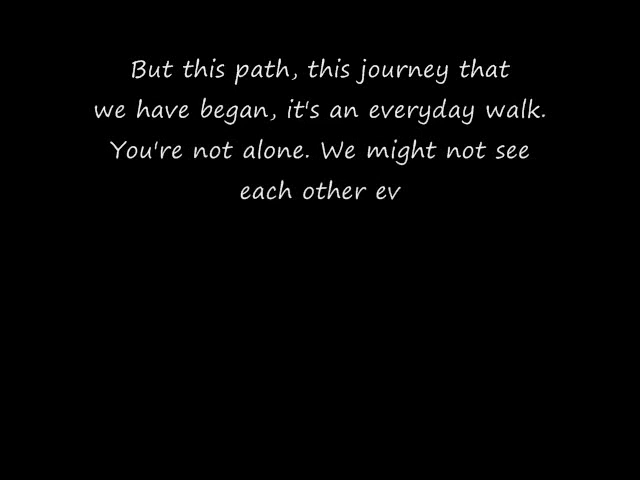 But this path, this journey that
we have began, it's an everyday walk.
You're not alone. We might not see
each other ev